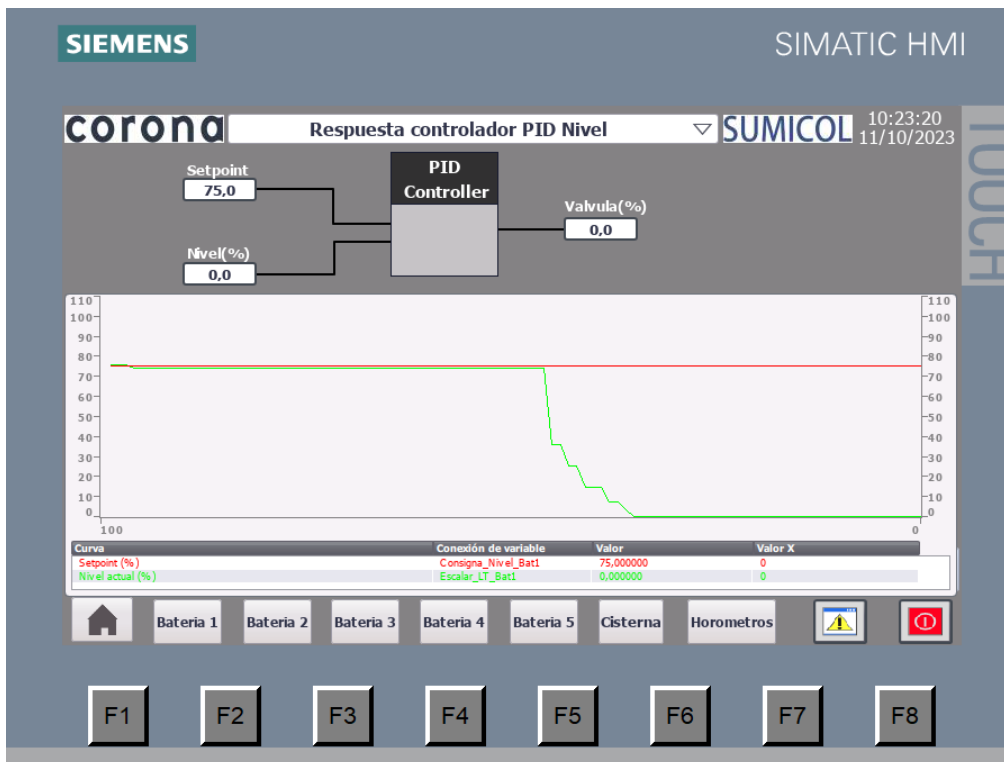 SIEMENS
SIMATIC HMI
TOUCH
corona
Respuesta controlador PID Nivel
SUMICOL
10:23:20
11/10/2023
Setpoint
75,0
PID
Controller
Valvula(%)
0,0
Nivel(%)
0,0
110
100
90
80
70
60
50
40
30
20
10
0
110
100
90
80
70
60
50
40
30
20
10
0
100 0
Curva Conexión de variable Valor Valor X
Setpoint (%) Consigna_Nivel_Bat1 75,000000 0
Nivel actual (%) Escalar_LT_Bat1 0,000000 0
Bateria 1 Bateria 2 Bateria 3 Bateria 4 Bateria 5 Cisterna Horometros
F1 F2 F3 F4 F5 F6 F7 F8